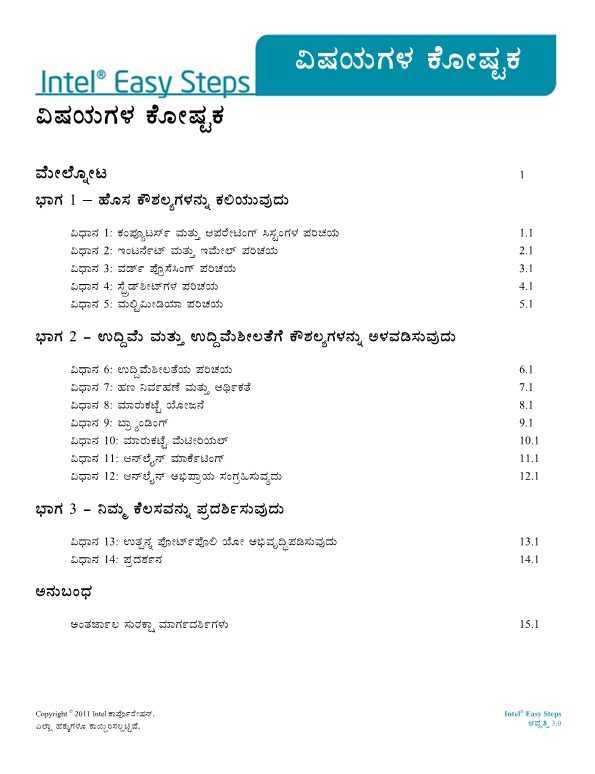 ವಿಷಯಗಳ ಕೋಷ್ಟಕ
Intel® Easy Steps
ವಿಷಯಗಳ ಕೋಷ್ಟಕ
ಮೇಲ್ನೋಟ 1
ಭಾಗ 1 – ಹೊಸ ಕೌಶಲ್ಯಗಳನ್ನು ಕಲಿಯುವುದು
ವಿಧಾನ 1: ಕಂಪ್ಯೂಟರ್ಸ್ ಮತ್ತು ಆಪರೇಟಿಂಗ್ ಸಿಸ್ಟಂಗಳ ಪರಿಚಯ 1.1
ವಿಧಾನ 2: ಇಂಟರ್ನೆಟ್ ಮತ್ತು ಇಮೇಲ್ ಪರಿಚಯ 2.1
ವಿಧಾನ 3: ವರ್ಡ್ ಪ್ರೊಸೆಸಿಂಗ್ ಪರಿಚಯ 3.1
ವಿಧಾನ 4: ಸ್ಪ್ರೆಡ್‌ಶೀಟ್‌ಗಳ ಪರಿಚಯ 4.1
ವಿಧಾನ 5: ಮಲ್ಟಿಮೀಡಿಯಾ ಪರಿಚಯ 5.1
ಭಾಗ 2 – ಉದ್ದಿಮೆ ಮತ್ತು ಉದ್ದಿಮೆಶೀಲತೆಗೆ ಕೌಶಲ್ಯಗಳನ್ನು ಅಳವಡಿಸುವುದು
ವಿಧಾನ 6: ಉದ್ದಿಮೆಶೀಲತೆಯ ಪರಿಚಯ 6.1
ವಿಧಾನ 7: ಹಣ ನಿರ್ವಹಣೆ ಮತ್ತು ಆರ್ಥಿಕತೆ 7.1
ವಿಧಾನ 8: ಮಾರುಕಟ್ಟೆ ಯೋಜನೆ 8.1
ವಿಧಾನ 9: ಬ್ರ್ಯಾಂಡಿಂಗ್ 9.1
ವಿಧಾನ 10: ಮಾರುಕಟ್ಟೆ ಮೆಟೀರಿಯಲ್ 10.1
ವಿಧಾನ 11: ಆನ್‌ಲೈನ್ ಮಾರ್ಕೆಟಿಂಗ್ 11.1
ವಿಧಾನ 12: ಆನ್‌ಲೈನ್ ಅಭಿಪ್ರಾಯ ಸಂಗ್ರಹಿಸುವ್ಯದು 12.1
ಭಾಗ 3 – ನಿಮ್ಮ ಕೆಲಸವನ್ನು ಪ್ರದರ್ಶಿಸುವುದು
ವಿಧಾನ 13: ಉತ್ಪನ್ನ ಪೋರ್ಟ್‌ಪೊಲಿ ಯೋ ಅಭಿವೃದ್ಧಿಪಡಿಸುವುದು 13.1
ವಿಧಾನ 14: ಪ್ರದರ್ಶನ 14.1
ಅನುಬಂಧ
ಅಂತರ್ಜಾಲ ಸುರಕ್ಷಾ ಮಾರ್ಗದರ್ಶಿಗಳು 15.1
Copyright © 2011 Intel ಕಾರ್ಪೊರೇಷನ್.
ಎಲ್ಲಾ ಹಕ್ಕುಗಳೂ ಕಾಯ್ದಿರಿಸಲ್ಪಟ್ಟಿವೆ.
Intel® Easy Steps
ಆವೃತ್ತಿ 3.0